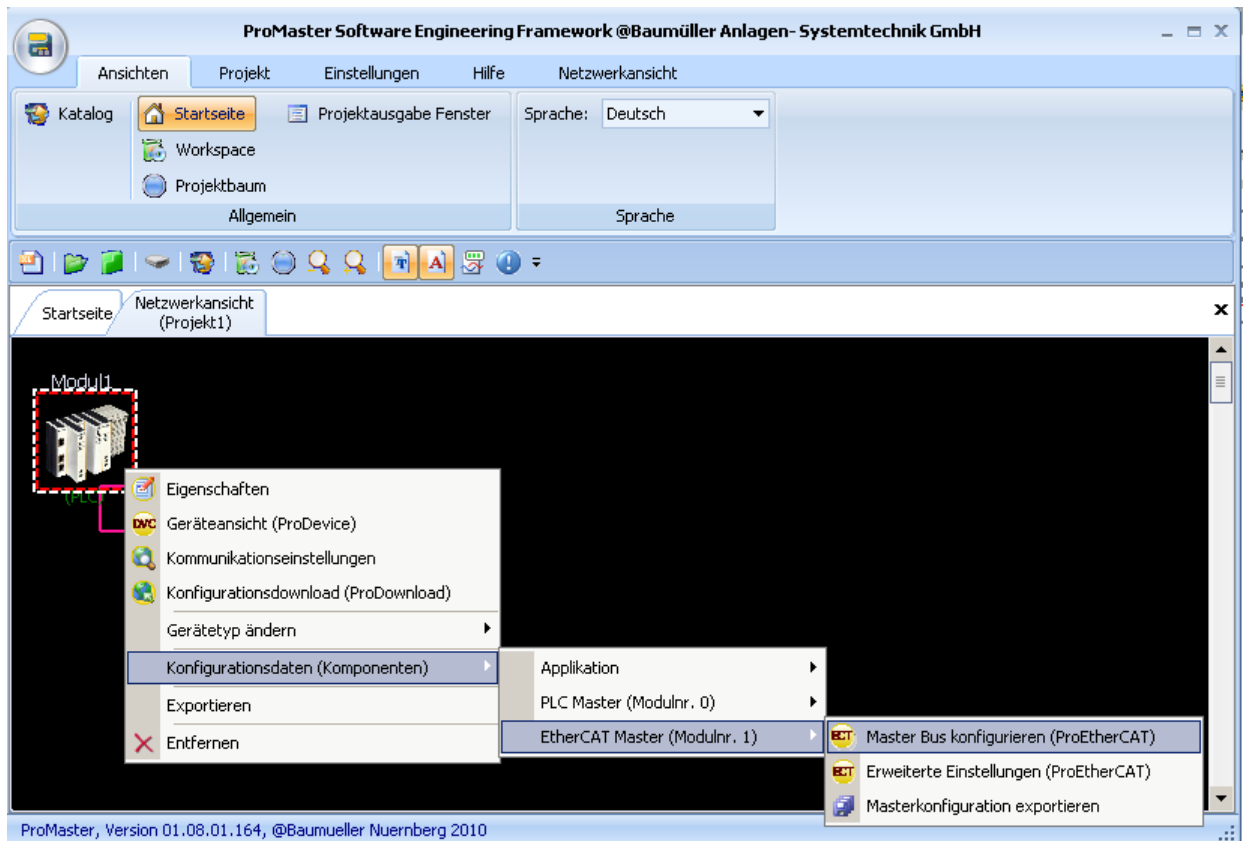 ProMaster Software Engineering Framework @Baumüller Anlagen- Systemtechnik GmbH
Ansichten Projekt Einstellungen Hilfe Netzwerkansicht
Katalog Startseite Projektausgabe Fenster Sprache: Deutsch
Workspace
Projektbaum
Allgemein Sprache
Startseite Netzwerkansicht
(Projekt1)
Modul1
(PLC)
Eigenschaften
DVC Geräteansicht (ProDevice)
Kommunikationseinstellungen
Konfigurationsdownload (ProDownload)
Gerätetyp ändern
Konfigurationsdaten (Komponenten)
Exportieren
Entfernen
Applikation
PLC Master (Modulnr. 0)
EtherCAT Master (Modulnr. 1)
ECT Master Bus konfigurieren (ProEtherCAT)
ECT Erweiterte Einstellungen (ProEtherCAT)
Masterkonfiguration exportieren
ProMaster, Version 01.08.01.164, @Baumueller Nuernberg 2010